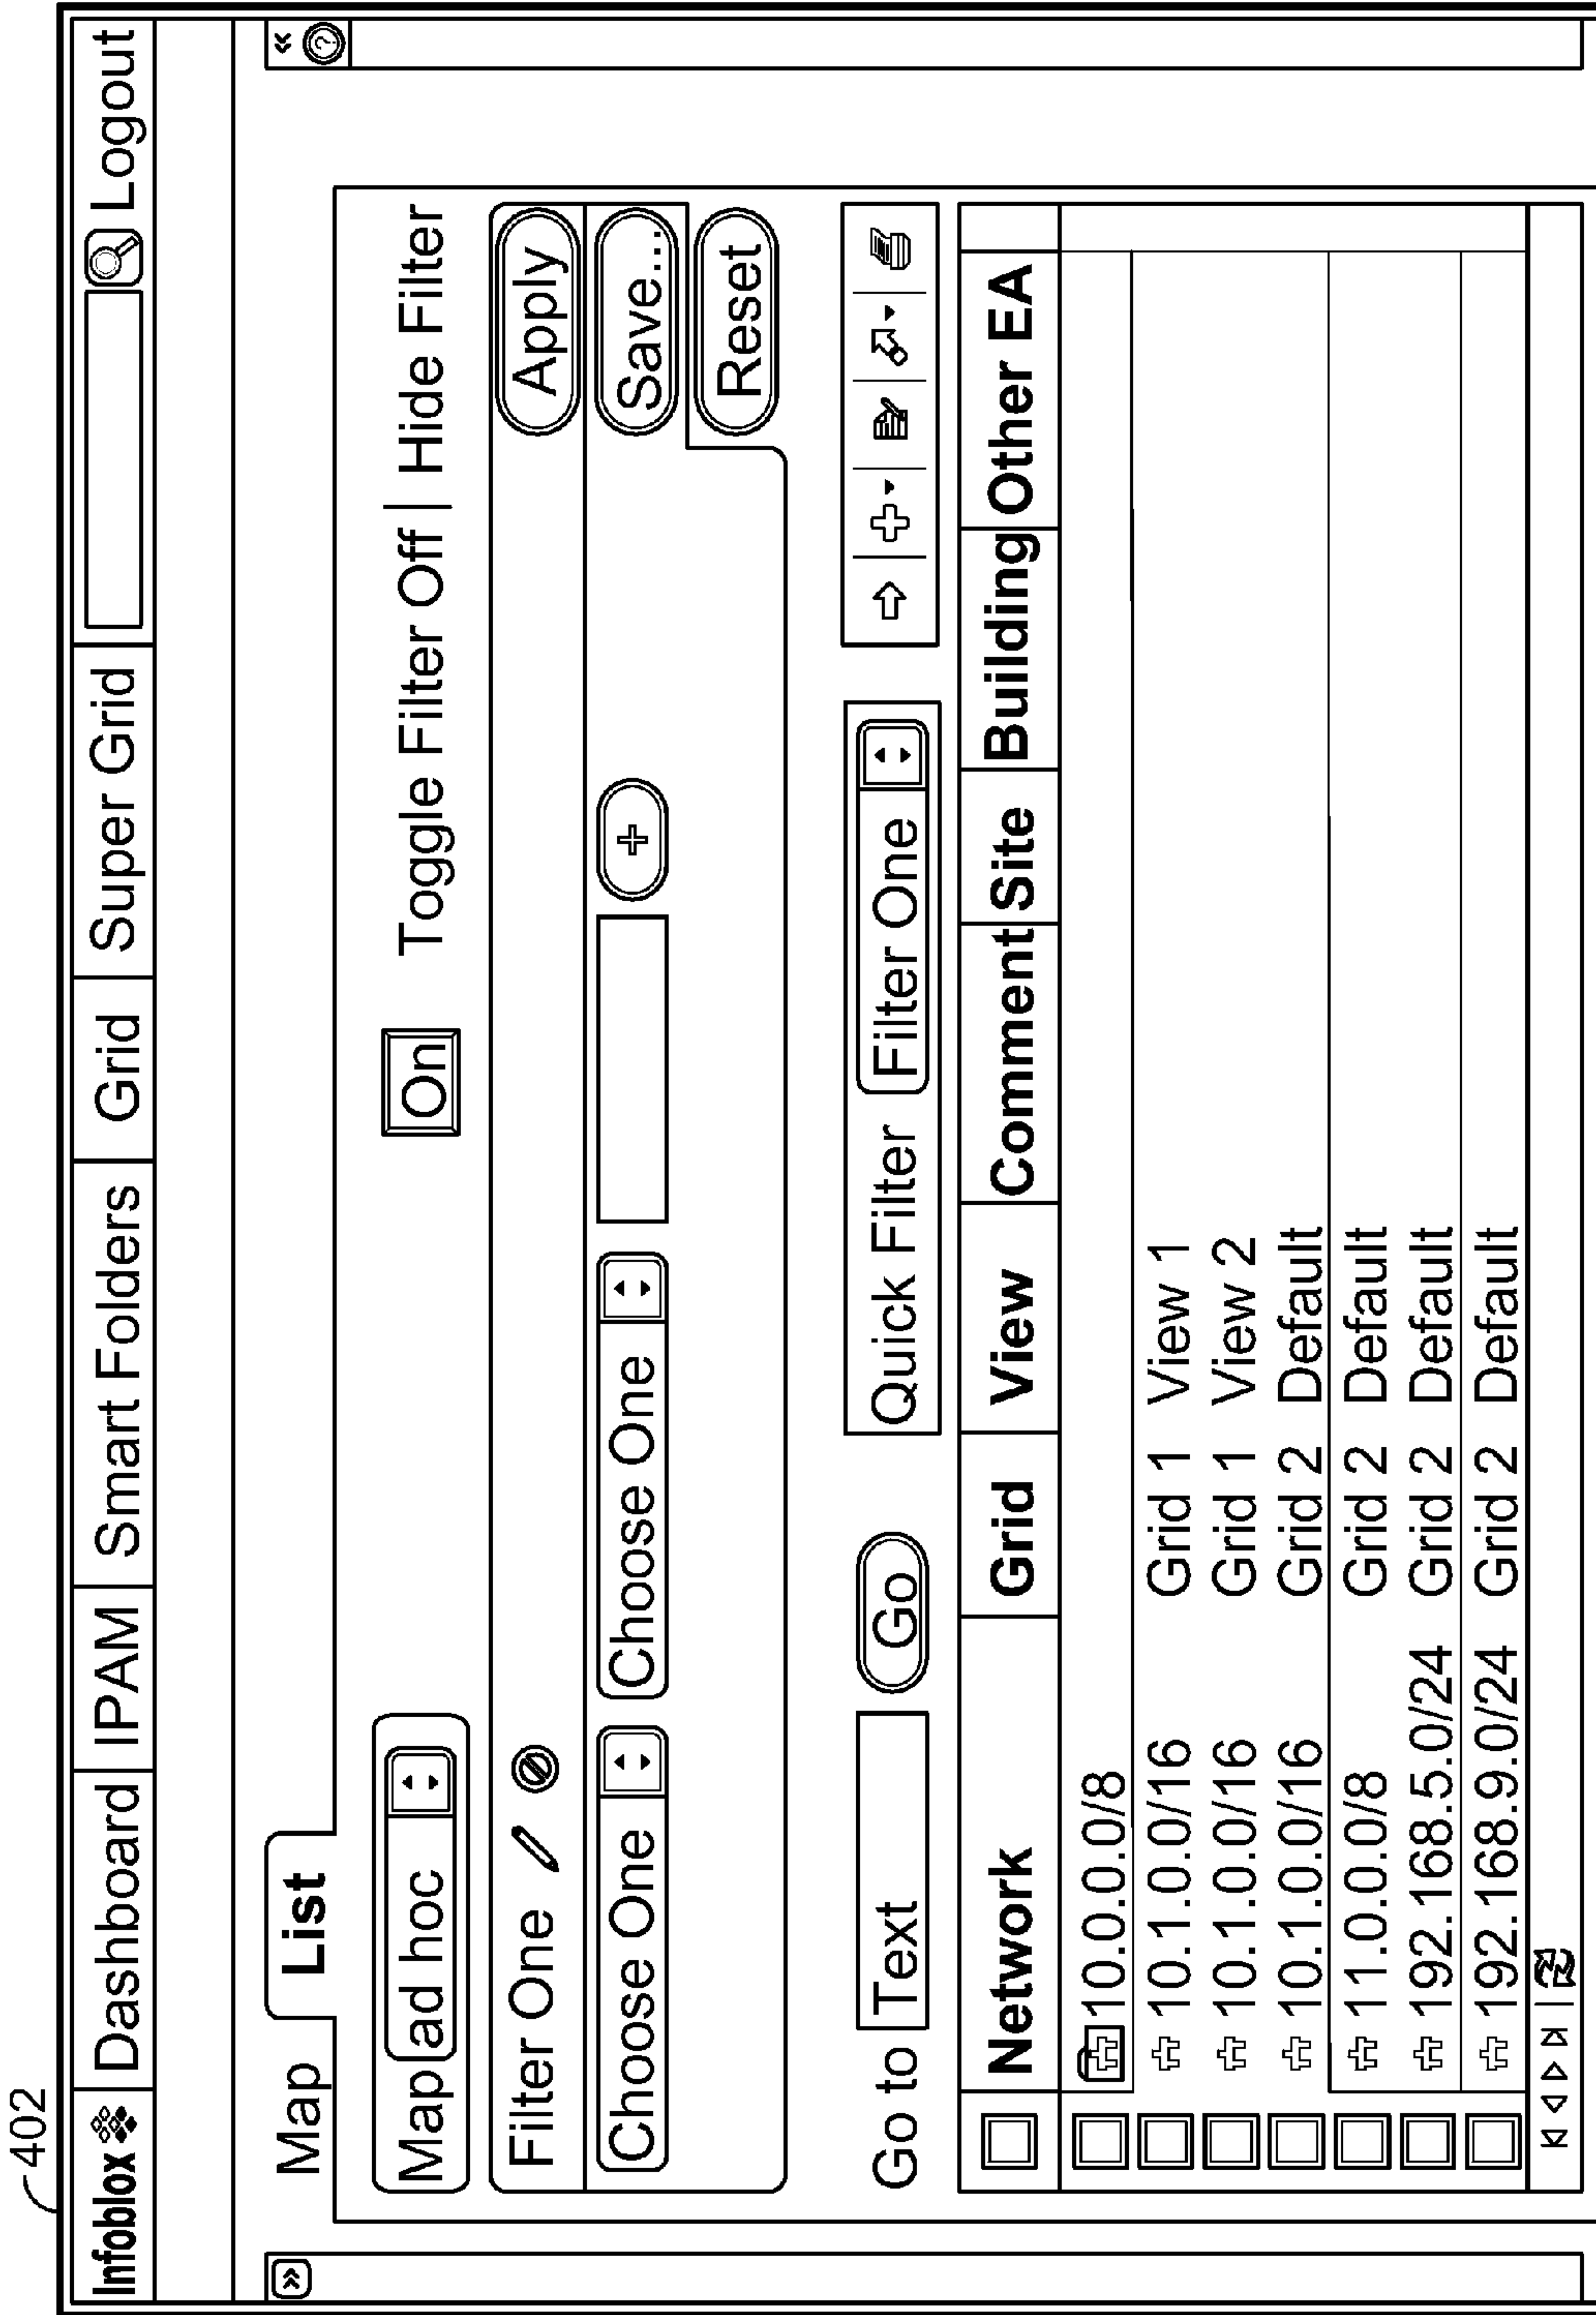 402
Infoblox Dashboard IPAM Smart Folders Grid Super Grid Logout
Map List
?
Map ad hoc On Toggle Filter Off | Hide Filter
Filter One Apply
Choose One Choose One + Save...
Reset
Go to Text Go Quick Filter Filter One
Network Grid View Comment Site Building Other EA
10.0.0.0/8
10.1.0.0/16 Grid 1 View 1
10.1.0.0/16 Grid 1 View 2
10.1.0.0/16 Grid 2 Default
11.0.0.0/8 Grid 2 Default
192.168.5.0/24 Grid 2 Default
192.168.9.0/24 Grid 2 Default